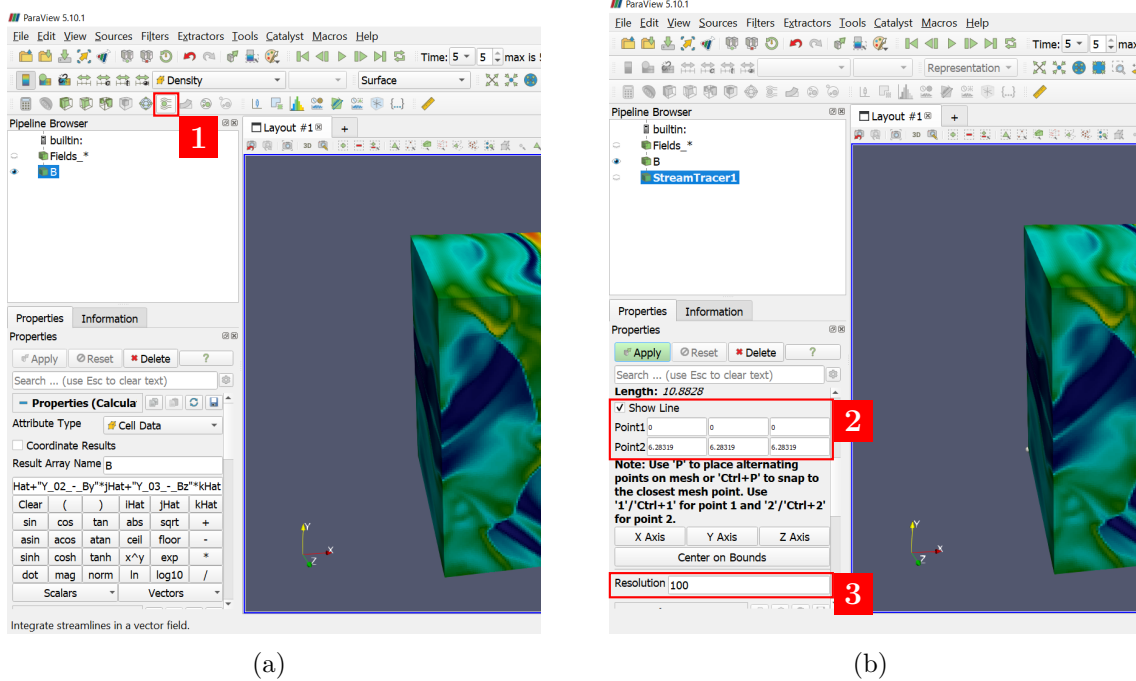 ParaView 5.10.1
File Edit View Sources Filters Extractors Tools Catalyst Macros Help
Time: 5 5 max is
Density Surface
1
Pipeline Browser
builtin:
Fields_*
B
Layout #1 +
3D
Properties Information
Properties
Apply Reset Delete ?
Search ... (use Esc to clear text)
Properties (Calcula
Attribute Type Cell Data
Coordinate Results
Result Array Name B
Hat+"Y_02_-_By"*jHat+"Y_03_-_Bz"*kHat
Clear ( ) iHat jHat kHat
sin cos tan abs sqrt +
asin acos atan ceil floor -
sinh cosh tanh x^y exp *
dot mag norm ln log10 /
Scalars Vectors
Y
X
Z
Integrate streamlines in a vector field.
(a)
ParaView 5.10.1
File Edit View Sources Filters Extractors Tools Catalyst Macros Help
Time: 5 5 max
Representation
Pipeline Browser
builtin:
Fields_*
B
StreamTracer1
Layout #1 +
3D
Properties Information
Properties
Apply Reset Delete ?
Search ... (use Esc to clear text)
Length: 10.8828
Show Line
Point1 0 0 0
Point2 6.28319 6.28319 6.28319
2
Note: Use 'P' to place alternating
points on mesh or 'Ctrl+P' to snap to
the closest mesh point. Use
'1'/'Ctrl+1' for point 1 and '2'/'Ctrl+2'
for point 2.
X Axis Y Axis Z Axis
Center on Bounds
Resolution 100
3
Y
X
Z
(b)